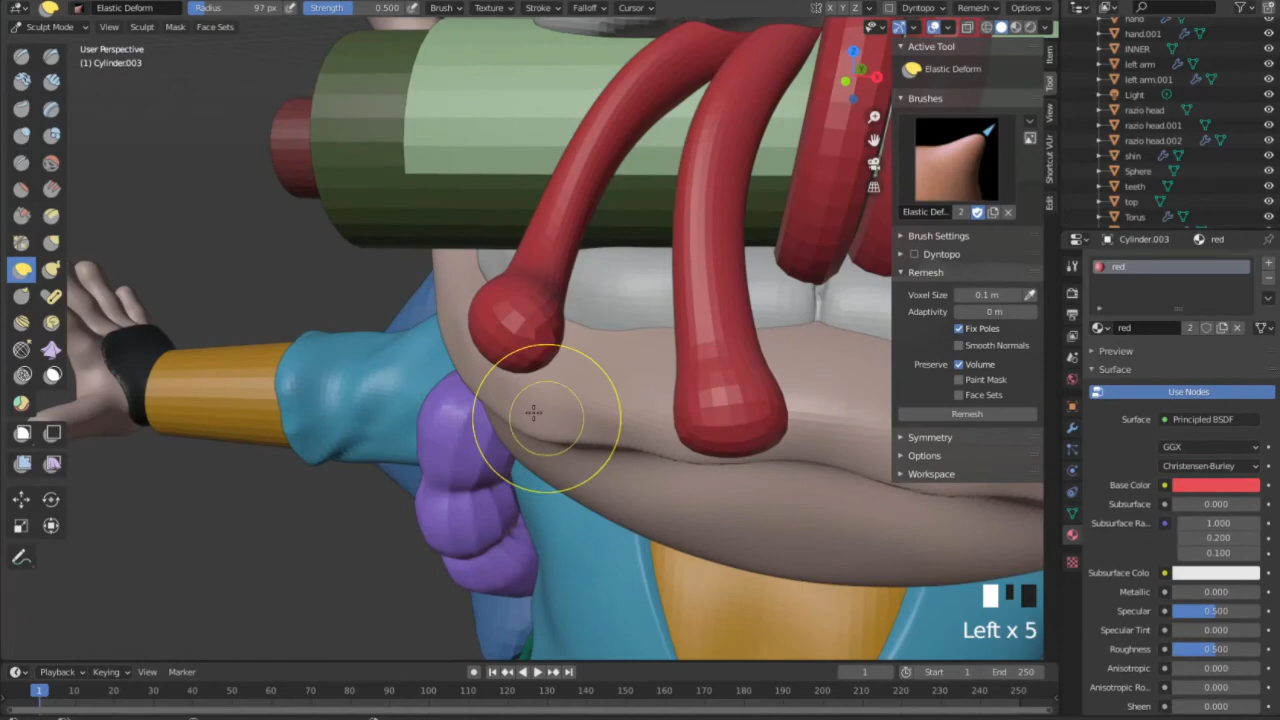 Elastic Deform Radius 97 px Strength 0.500 Brush Texture Stroke Falloff Cursor X Y Z Dyntopo Remesh Options
Sculpt Mode View Sculpt Mask Face Sets
User Perspective
(1) Cylinder.003
Active Tool
Elastic Deform
Brushes
Elastic Def.. 2
Brush Settings
Dyntopo
Remesh
Voxel Size 0.1 m
Adaptivity 0 m
Fix Poles
Smooth Normals
Preserve Volume
Paint Mask
Face Sets
Remesh
Symmetry
Options
Workspace
Item
Tool
View
Shortcut VUr
Edit
hand
hand.001
INNER
left arm
left arm.001
Light
razio head
razio head.001
razio head.002
shin
Sphere
teeth
top
Torus
Cylinder.003 red
red
red 2
Preview
Surface
Use Nodes
Surface Principled BSDF
GGX
Christensen-Burley
Base Color
Subsurface 0.000
Subsurface Ra.. 1.000
0.200
0.100
Subsurface Colo
Metallic 0.000
Specular 0.500
Specular Tint 0.000
Roughness 0.500
Anisotropic 0.000
Anisotropic Ro.. 0.000
Sheen 0.000
Left x 5
Playback Keying View Marker 1 Start 1 End 250
1 10 20 30 40 50 60 70 80 90 100 110 120 130 140 150 160 170 180 190 200 210 220 230 240 250